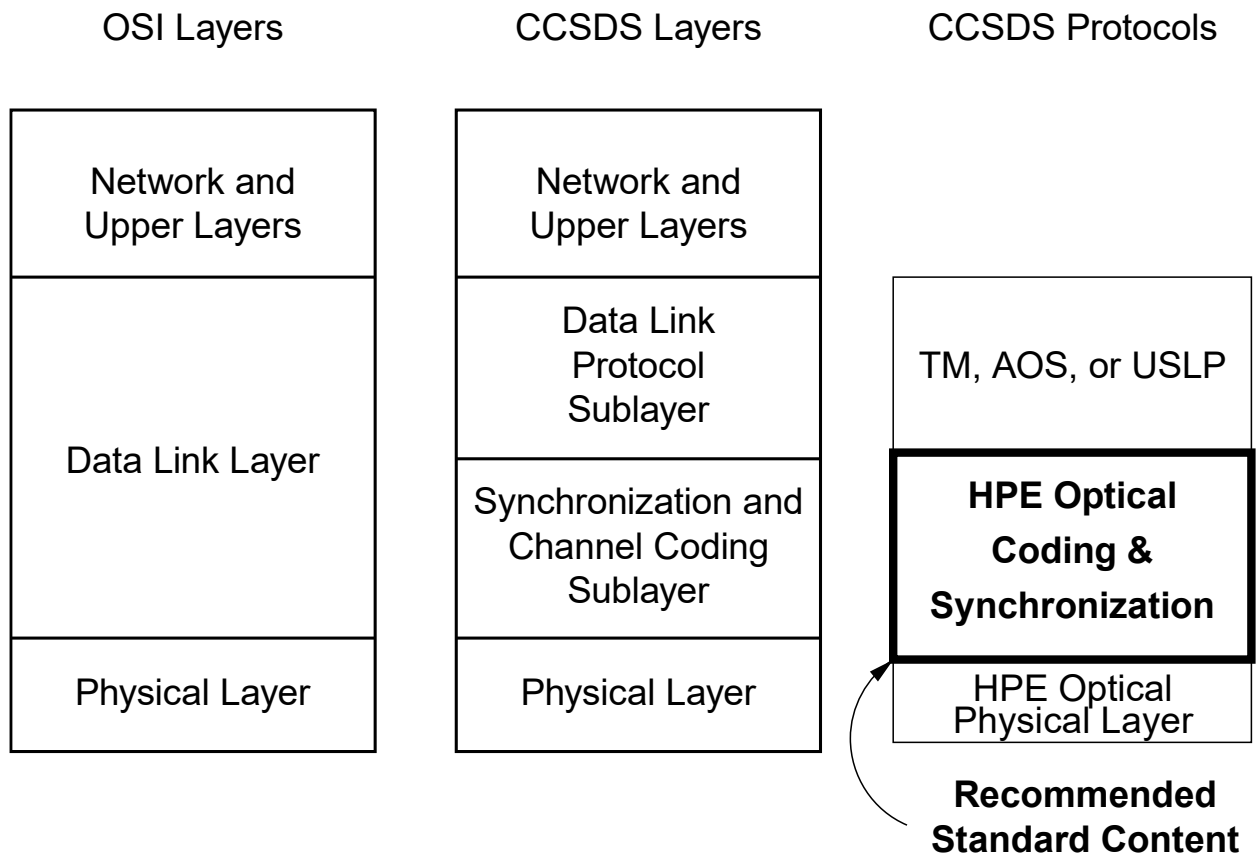 OSI Layers
CCSDS Layers
CCSDS Protocols
Network and
Upper Layers
Data Link Layer
Physical Layer
Network and
Upper Layers
Data Link
Protocol
Sublayer
Synchronization and
Channel Coding
Sublayer
Physical Layer
TM, AOS, or USLP
HPE Optical
Coding &
Synchronization
HPE Optical
Physical Layer
Recommended
Standard Content